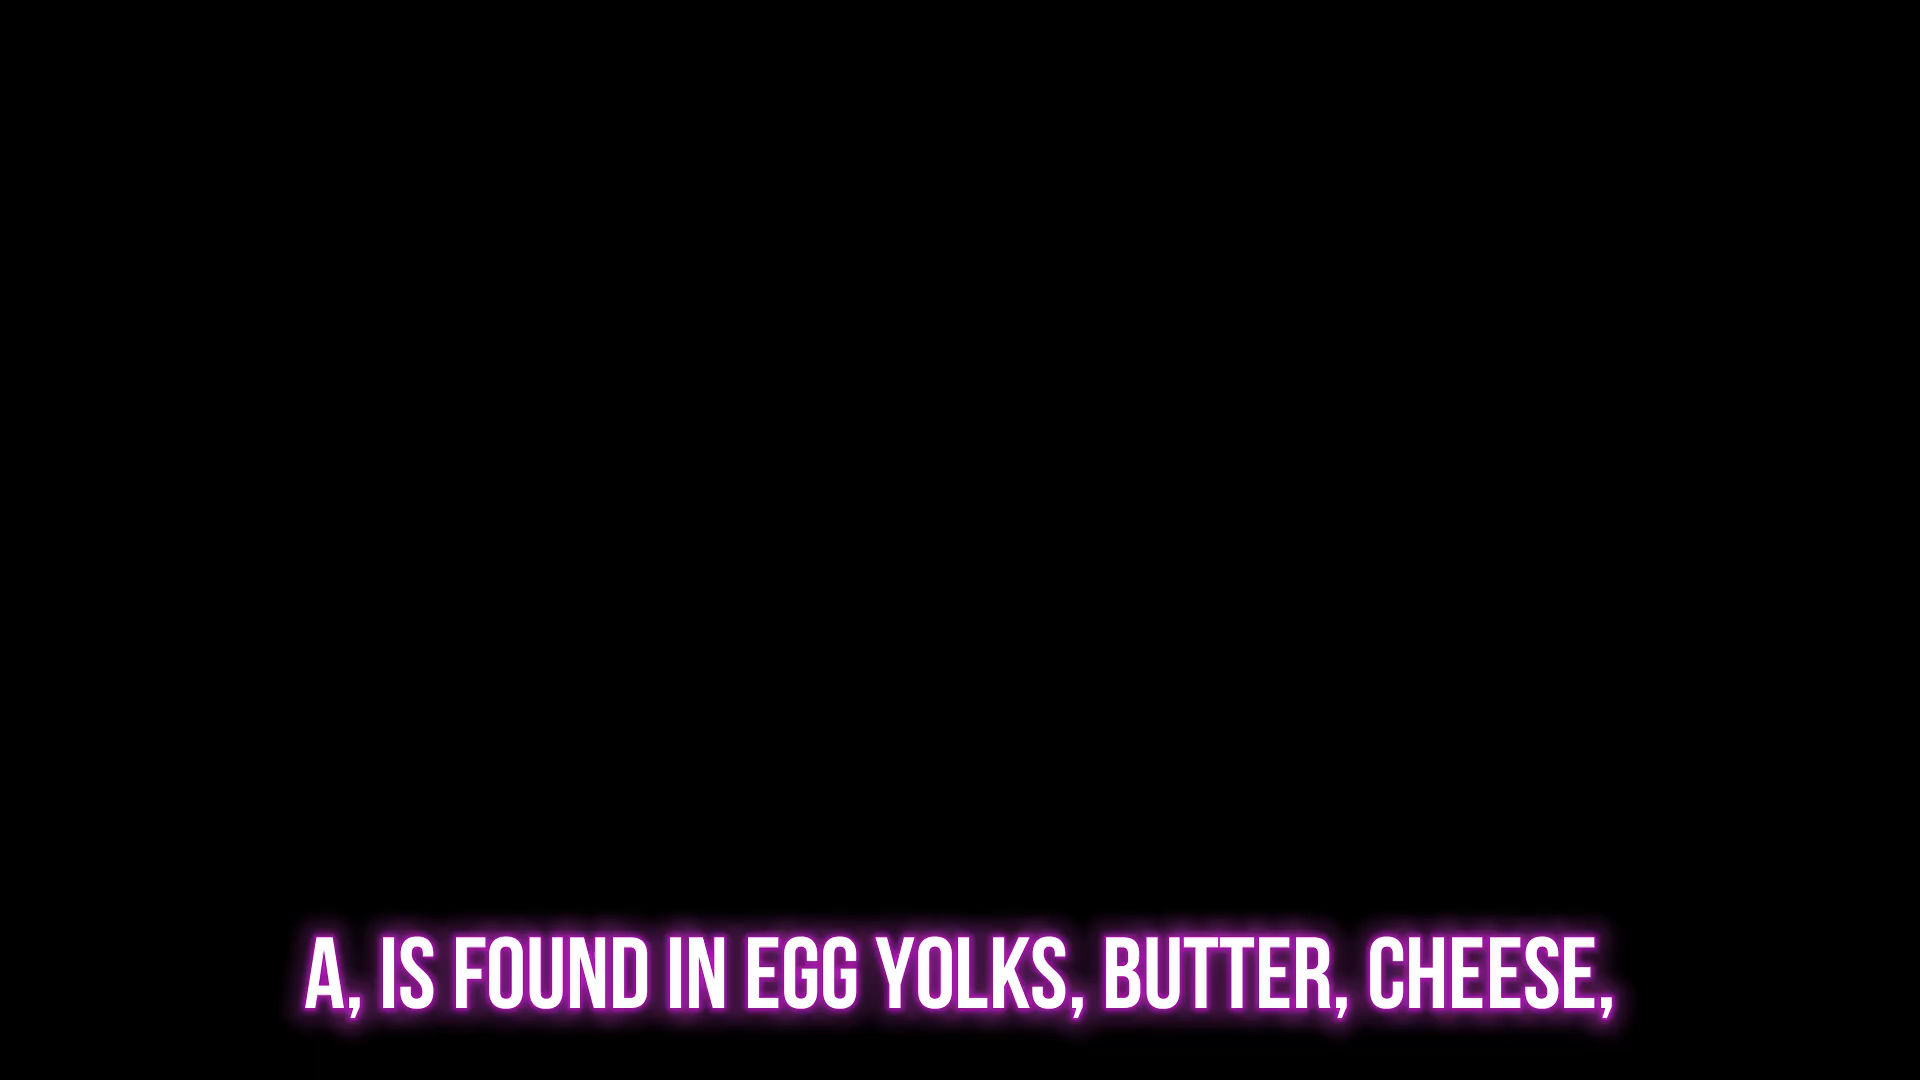 A, IS FOUND IN EGG YOLKS, BUTTER, CHEESE,